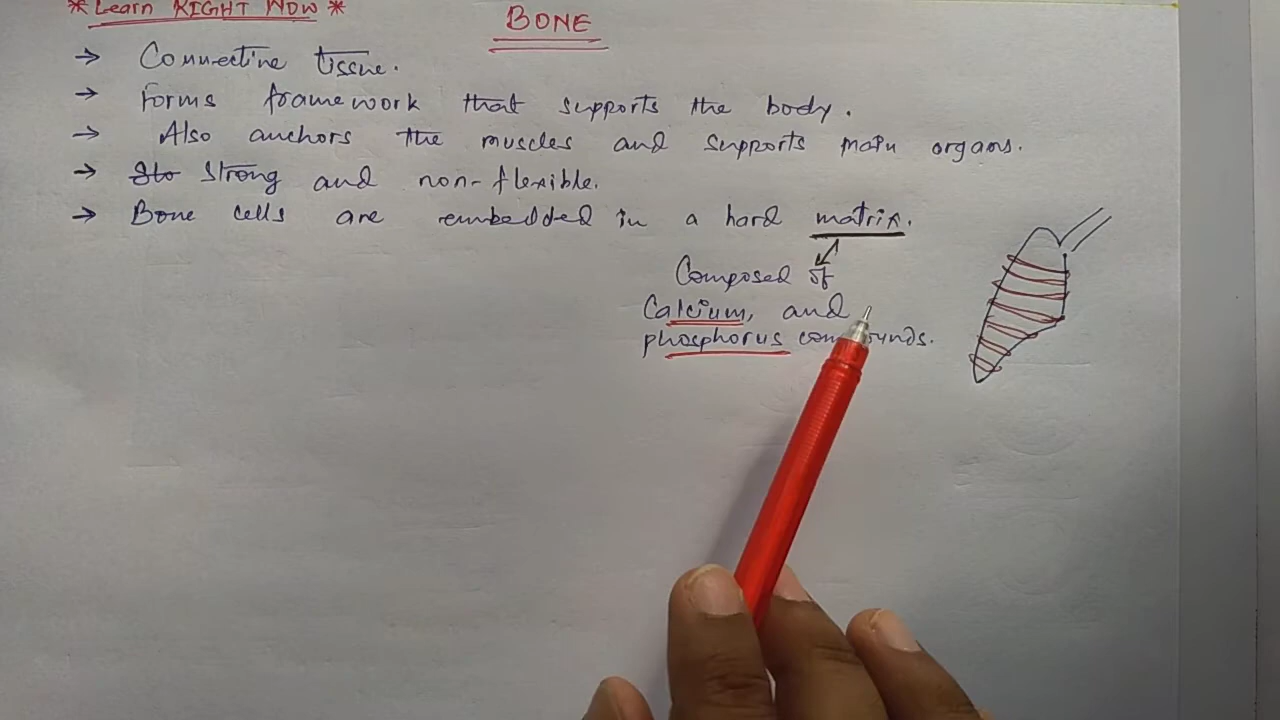 * Learn RIGHT NOW *
BONE
→ Connective tissue.
→ Forms framework that supports the body.
→ Also anchors the muscles and supports main organs.
→ Strong and non-flexible.
→ Bone cells are embedded in a hard matrix.
Composed of
Calcium, and
phosphorus compounds.